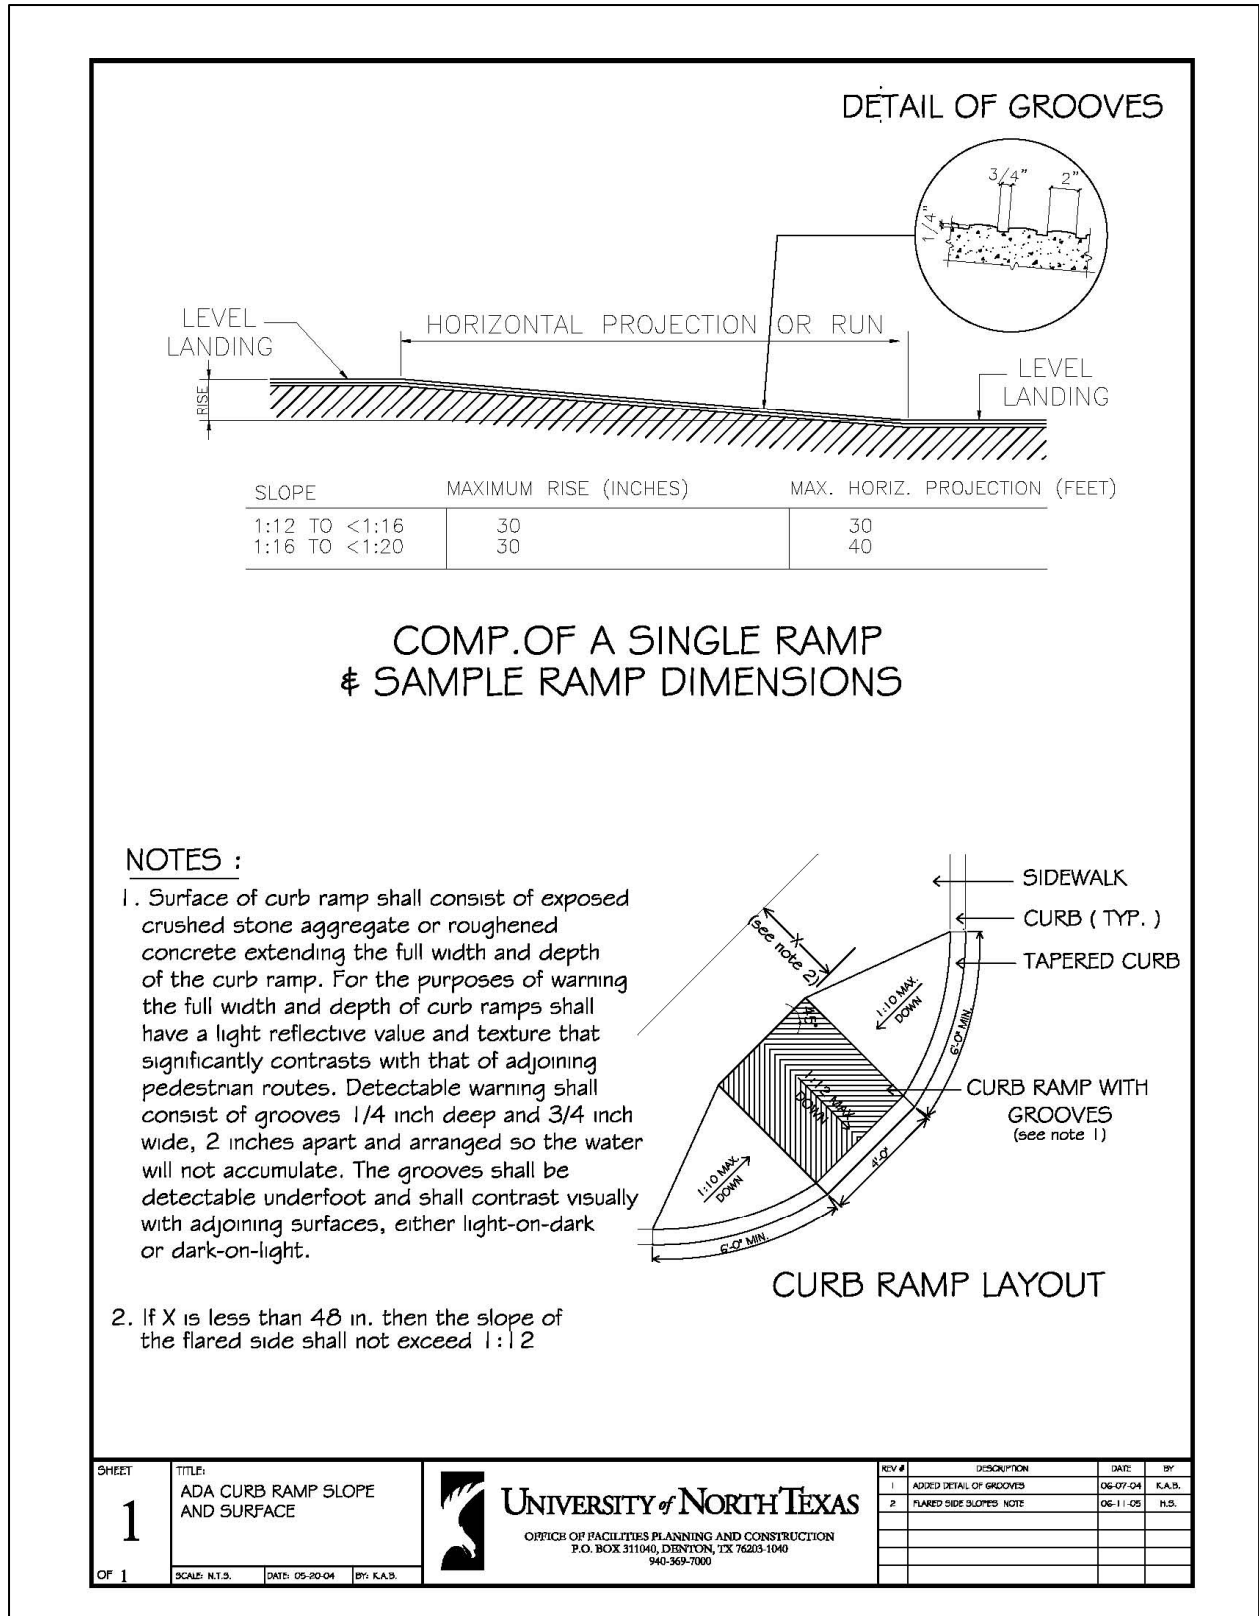 DETAIL OF GROOVES
3/4"
2"
1/4"
LEVEL
LANDING
HORIZONTAL PROJECTION OR RUN
LEVEL
LANDING
RISE
SLOPE MAXIMUM RISE (INCHES) MAX. HORIZ. PROJECTION (FEET)
1:12 TO <1:16 30 30
1:16 TO <1:20 30 40
COMP.OF A SINGLE RAMP
& SAMPLE RAMP DIMENSIONS
NOTES :
1. Surface of curb ramp shall consist of exposed
crushed stone aggregate or roughened
concrete extending the full width and depth
of the curb ramp. For the purposes of warning
the full width and depth of curb ramps shall
have a light reflective value and texture that
significantly contrasts with that of adjoining
pedestrian routes. Detectable warning shall
consist of grooves 1/4 inch deep and 3/4 inch
wide, 2 inches apart and arranged so the water
will not accumulate. The grooves shall be
detectable underfoot and shall contrast visually
with adjoining surfaces, either light-on-dark
or dark-on-light.
2. If X is less than 48 in. then the slope of
the flared side shall not exceed 1:12
SIDEWALK
CURB ( TYP. )
TAPERED CURB
X
(see note 2)
45°
1:10 MAX.
DOWN
6'-0" MIN.
1:12 MAX.
DOWN
CURB RAMP WITH
GROOVES
(see note 1)
4'-0"
1:10 MAX.
DOWN
6'-0" MIN.
CURB RAMP LAYOUT
SHEET
1
OF 1
TITLE:
ADA CURB RAMP SLOPE
AND SURFACE
SCALE: N.T.S. DATE: 05-20-04 BY: K.A.B.
UNIVERSITY of NORTH TEXAS
OFFICE OF FACILITIES PLANNING AND CONSTRUCTION
P.O. BOX 311040, DENTON, TX 76203-1040
940-369-7000
REV # DESCRIPTION DATE BY
1 ADDED DETAIL OF GROOVES 06-07-04 K.A.B.
2 FLARED SIDE SLOPES NOTE 06-11-05 H.S.